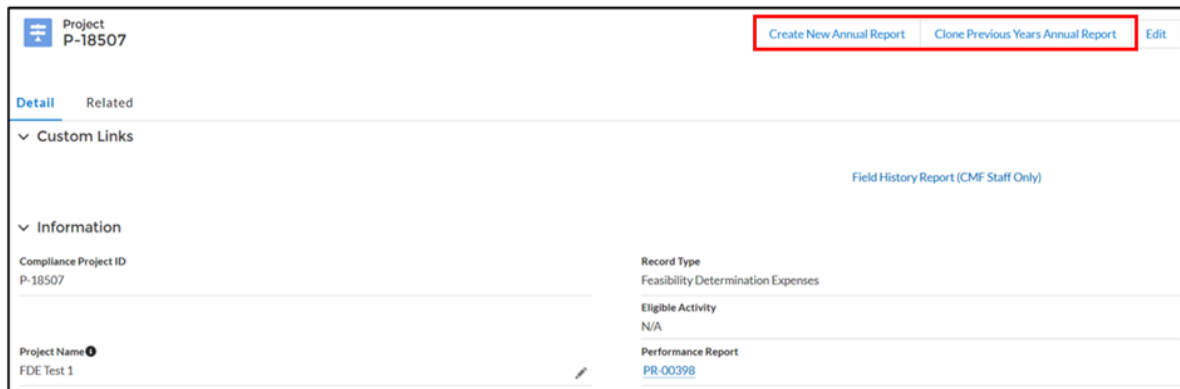 Project
P-18507
Create New Annual Report
Clone Previous Years Annual Report
Edit
Detail
Related
Custom Links
Field History Report (CMF Staff Only)
Information
Compliance Project ID
P-18507
Record Type
Feasibility Determination Expenses
Eligible Activity
N/A
Project Name
FDE Test 1
Performance Report
PR-00398